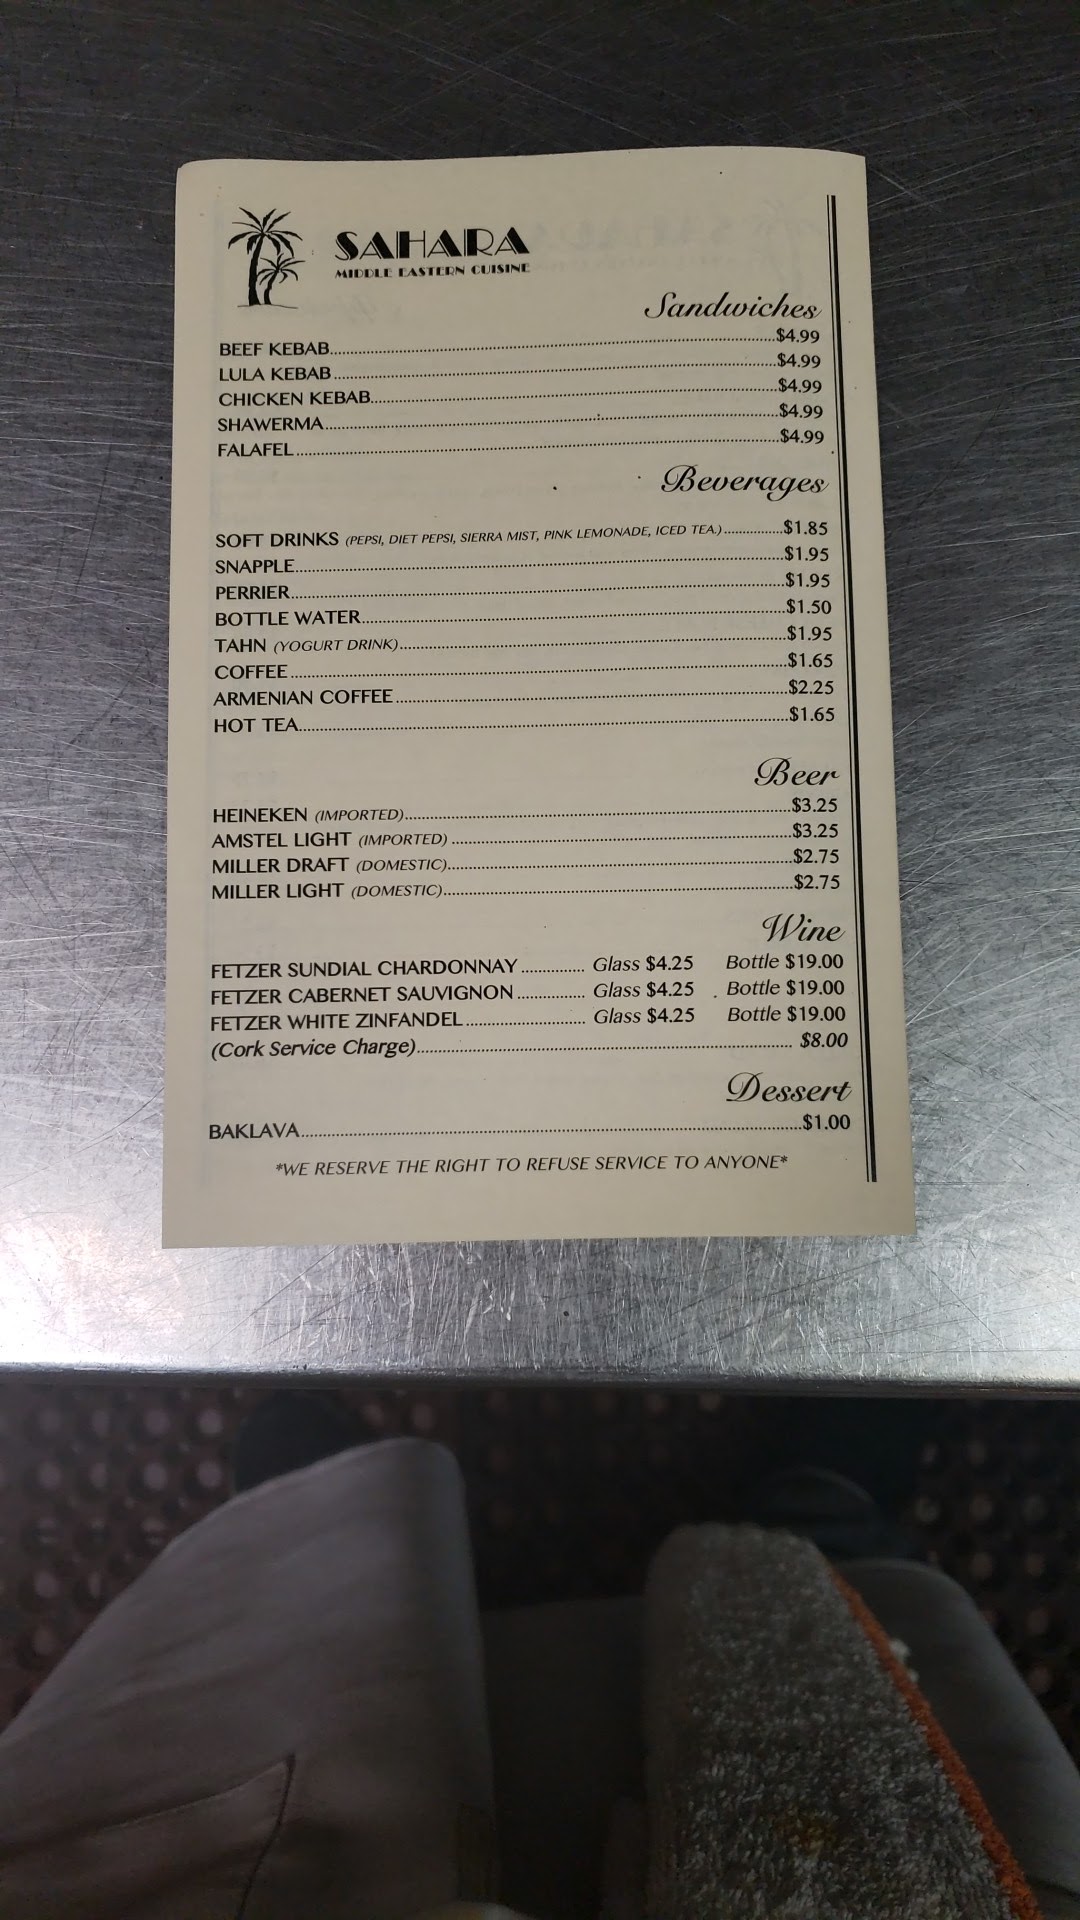 SAHARA
MIDDLE EASTERN CUISINE
Sandwiches
BEEF KEBAB $4.99
LULA KEBAB $4.99
CHICKEN KEBAB $4.99
SHAWERMA $4.99
FALAFEL $4.99
Beverages
SOFT DRINKS (PEPSI, DIET PEPSI, SIERRA MIST, PINK LEMONADE, ICED TEA.) $1.85
SNAPPLE $1.95
PERRIER $1.95
BOTTLE WATER $1.50
TAHN (YOGURT DRINK) $1.95
COFFEE $1.65
ARMENIAN COFFEE $2.25
HOT TEA $1.65
Beer
HEINEKEN (IMPORTED) $3.25
AMSTEL LIGHT (IMPORTED) $3.25
MILLER DRAFT (DOMESTIC) $2.75
MILLER LIGHT (DOMESTIC) $2.75
Wine
FETZER SUNDIAL CHARDONNAY Glass $4.25 Bottle $19.00
FETZER CABERNET SAUVIGNON Glass $4.25 Bottle $19.00
FETZER WHITE ZINFANDEL Glass $4.25 Bottle $19.00
(Cork Service Charge) $8.00
Dessert
BAKLAVA $1.00
*WE RESERVE THE RIGHT TO REFUSE SERVICE TO ANYONE*